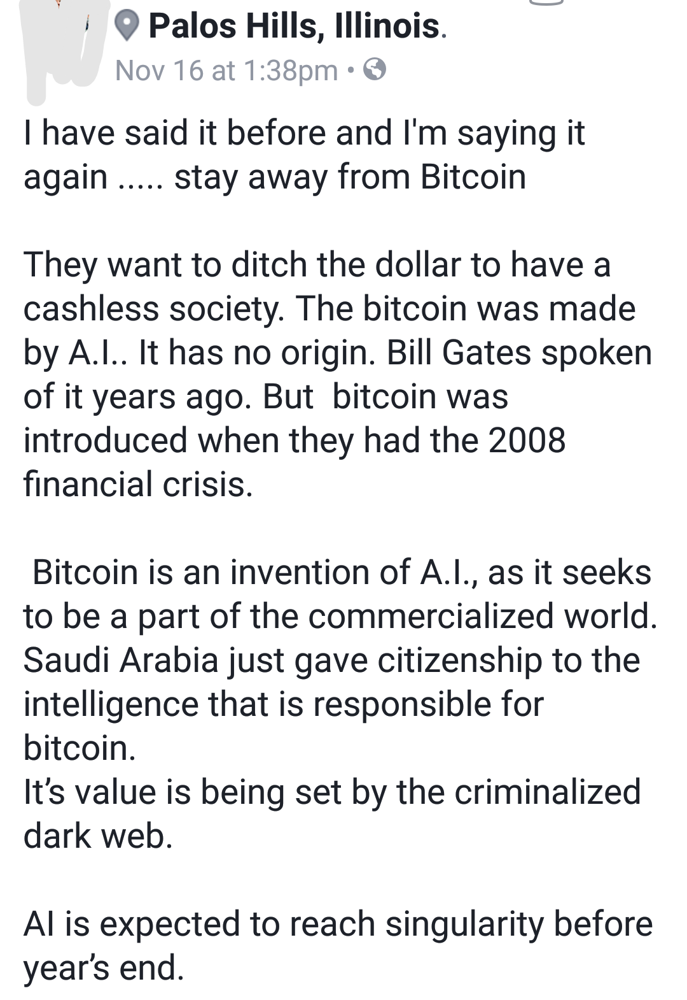 Palos Hills, Illinois.
Nov 16 at 1:38pm •
I have said it before and I'm saying it
again ..... stay away from Bitcoin
They want to ditch the dollar to have a
cashless society. The bitcoin was made
by A.I.. It has no origin. Bill Gates spoken
of it years ago. But  bitcoin was
introduced when they had the 2008
financial crisis.
Bitcoin is an invention of A.I., as it seeks
to be a part of the commercialized world.
Saudi Arabia just gave citizenship to the
intelligence that is responsible for
bitcoin.
It’s value is being set by the criminalized
dark web.
AI is expected to reach singularity before
year’s end.